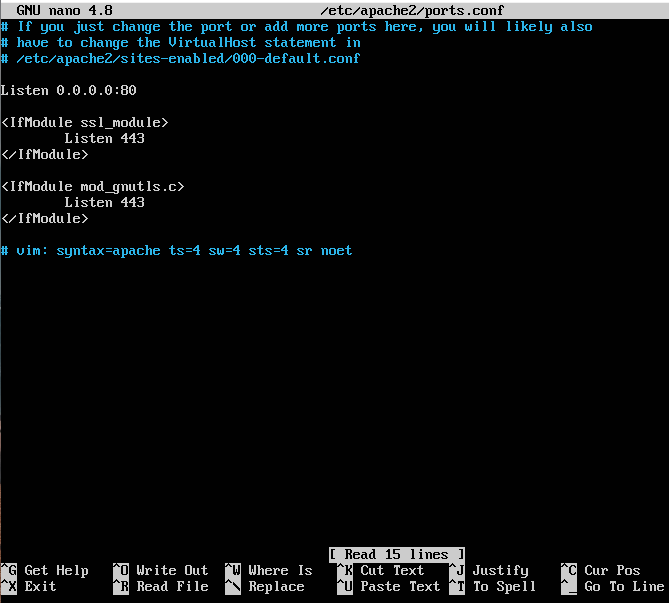 GNU nano 4.8 /etc/apache2/ports.conf
# If you just change the port or add more ports here, you will likely also
# have to change the VirtualHost statement in
# /etc/apache2/sites-enabled/000-default.conf
Listen 0.0.0.0:80
<IfModule ssl_module>
Listen 443
</IfModule>
<IfModule mod_gnutls.c>
Listen 443
</IfModule>
# vim: syntax=apache ts=4 sw=4 sts=4 sr noet
[ Read 15 lines ]
^G Get Help ^O Write Out ^W Where Is ^K Cut Text ^J Justify ^C Cur Pos
^X Exit ^R Read File ^\ Replace ^U Paste Text ^T To Spell ^_ Go To Line